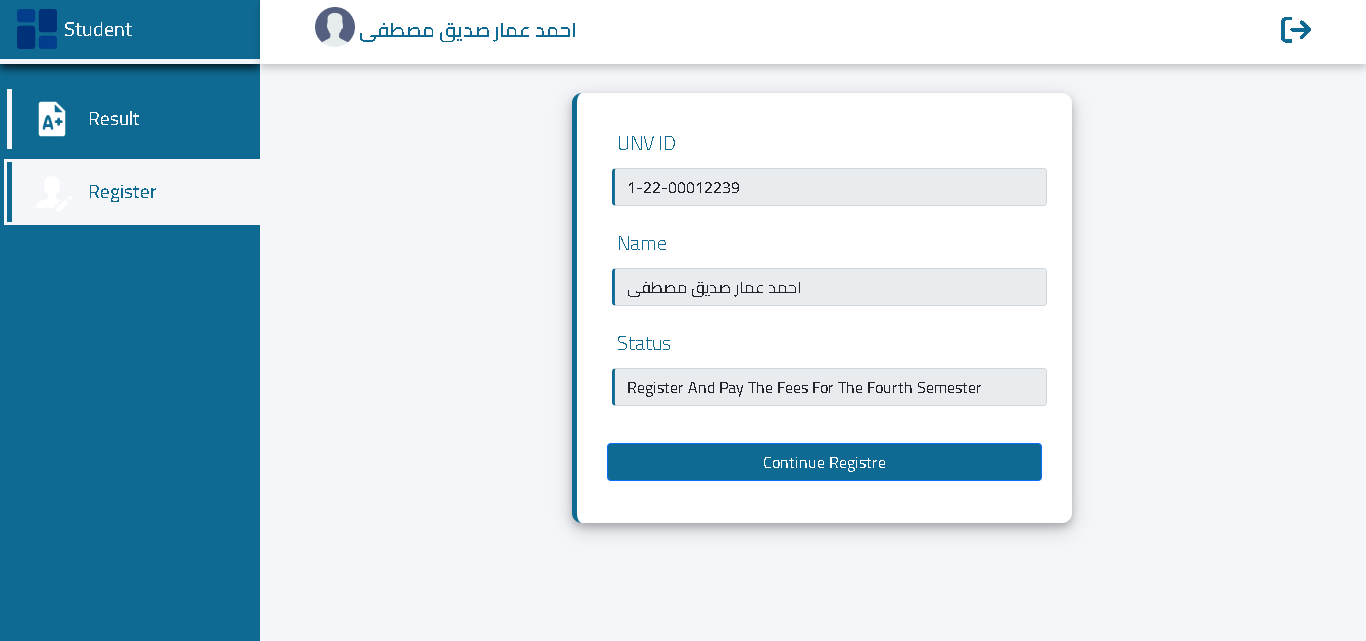 Student
احمد عمار صديق مصطفى
Result
Register
UNV ID
1-22-00012239
Name
احمد عمار صديق مصطفى
Status
Register And Pay The Fees For The Fourth Semester
Continue Registre